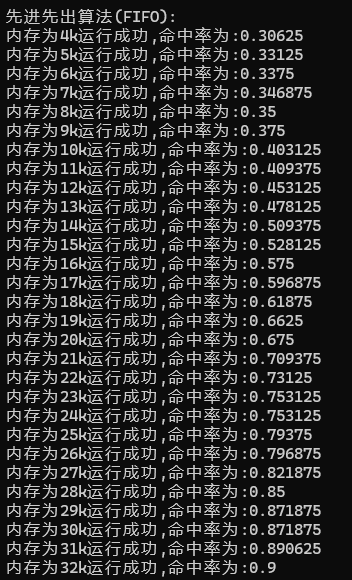 先进先出算法(FIFO):
内存为4k运行成功,命中率为:0.30625
内存为5k运行成功,命中率为:0.33125
内存为6k运行成功,命中率为:0.3375
内存为7k运行成功,命中率为:0.346875
内存为8k运行成功,命中率为:0.35
内存为9k运行成功,命中率为:0.375
内存为10k运行成功,命中率为:0.403125
内存为11k运行成功,命中率为:0.409375
内存为12k运行成功,命中率为:0.453125
内存为13k运行成功,命中率为:0.478125
内存为14k运行成功,命中率为:0.509375
内存为15k运行成功,命中率为:0.528125
内存为16k运行成功,命中率为:0.575
内存为17k运行成功,命中率为:0.596875
内存为18k运行成功,命中率为:0.61875
内存为19k运行成功,命中率为:0.6625
内存为20k运行成功,命中率为:0.675
内存为21k运行成功,命中率为:0.709375
内存为22k运行成功,命中率为:0.73125
内存为23k运行成功,命中率为:0.753125
内存为24k运行成功,命中率为:0.753125
内存为25k运行成功,命中率为:0.79375
内存为26k运行成功,命中率为:0.796875
内存为27k运行成功,命中率为:0.821875
内存为28k运行成功,命中率为:0.85
内存为29k运行成功,命中率为:0.871875
内存为30k运行成功,命中率为:0.871875
内存为31k运行成功,命中率为:0.890625
内存为32k运行成功,命中率为:0.9